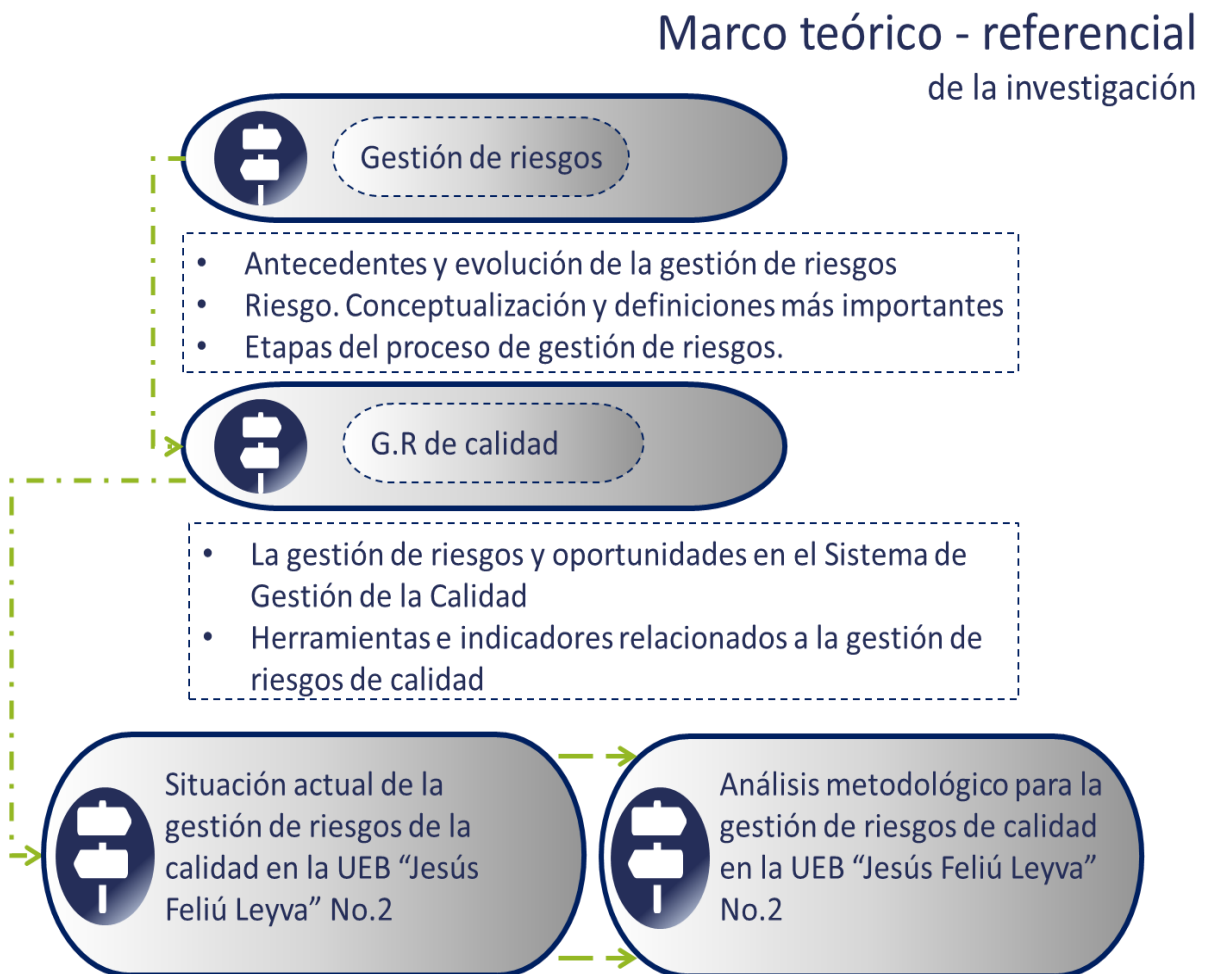 Marco teórico - referencial
de la investigación
Gestión de riesgos
• Antecedentes y evolución de la gestión de riesgos
• Riesgo. Conceptualización y definiciones más importantes
• Etapas del proceso de gestión de riesgos.
G.R de calidad
• La gestión de riesgos y oportunidades en el Sistema de
Gestión de la Calidad
• Herramientas e indicadores relacionados a la gestión de
riesgos de calidad
Situación actual de la
gestión de riesgos de la
calidad en la UEB “Jesús
Feliú Leyva” No.2
Análisis metodológico para la
gestión de riesgos de calidad
en la UEB “Jesús Feliú Leyva”
No.2